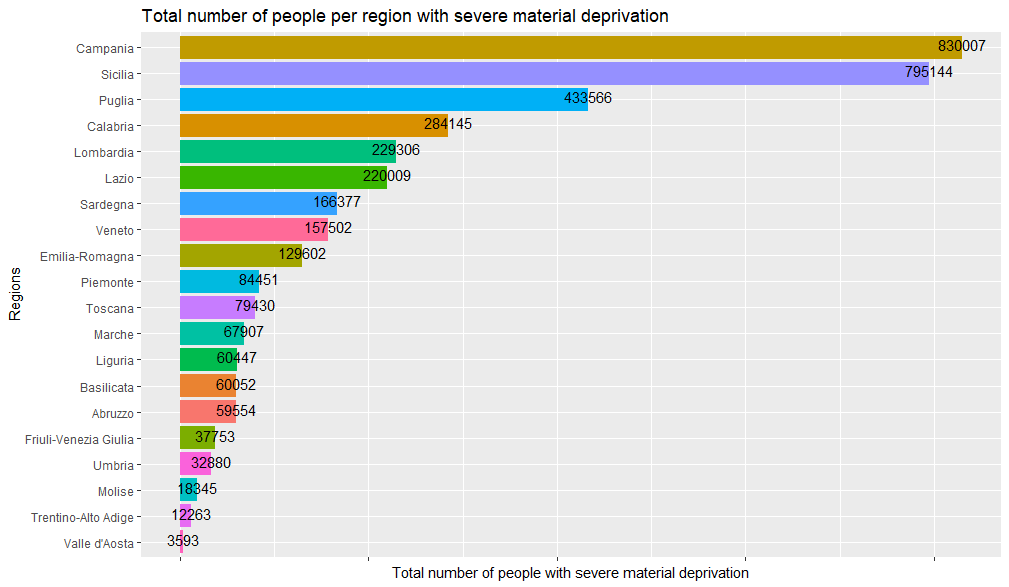 Total number of people per region with severe material deprivation
Campania 830007
Sicilia 795144
Puglia 433566
Calabria 284145
Lombardia 229306
Lazio 220009
Sardegna 166377
Veneto 157502
Emilia-Romagna 129602
Piemonte 84451
Toscana 79430
Marche 67907
Liguria 60447
Basilicata 60052
Abruzzo 59554
Friuli-Venezia Giulia 37753
Umbria 32880
Molise 18345
Trentino-Alto Adige 12263
Valle d'Aosta 3593
Regions
Total number of people with severe material deprivation